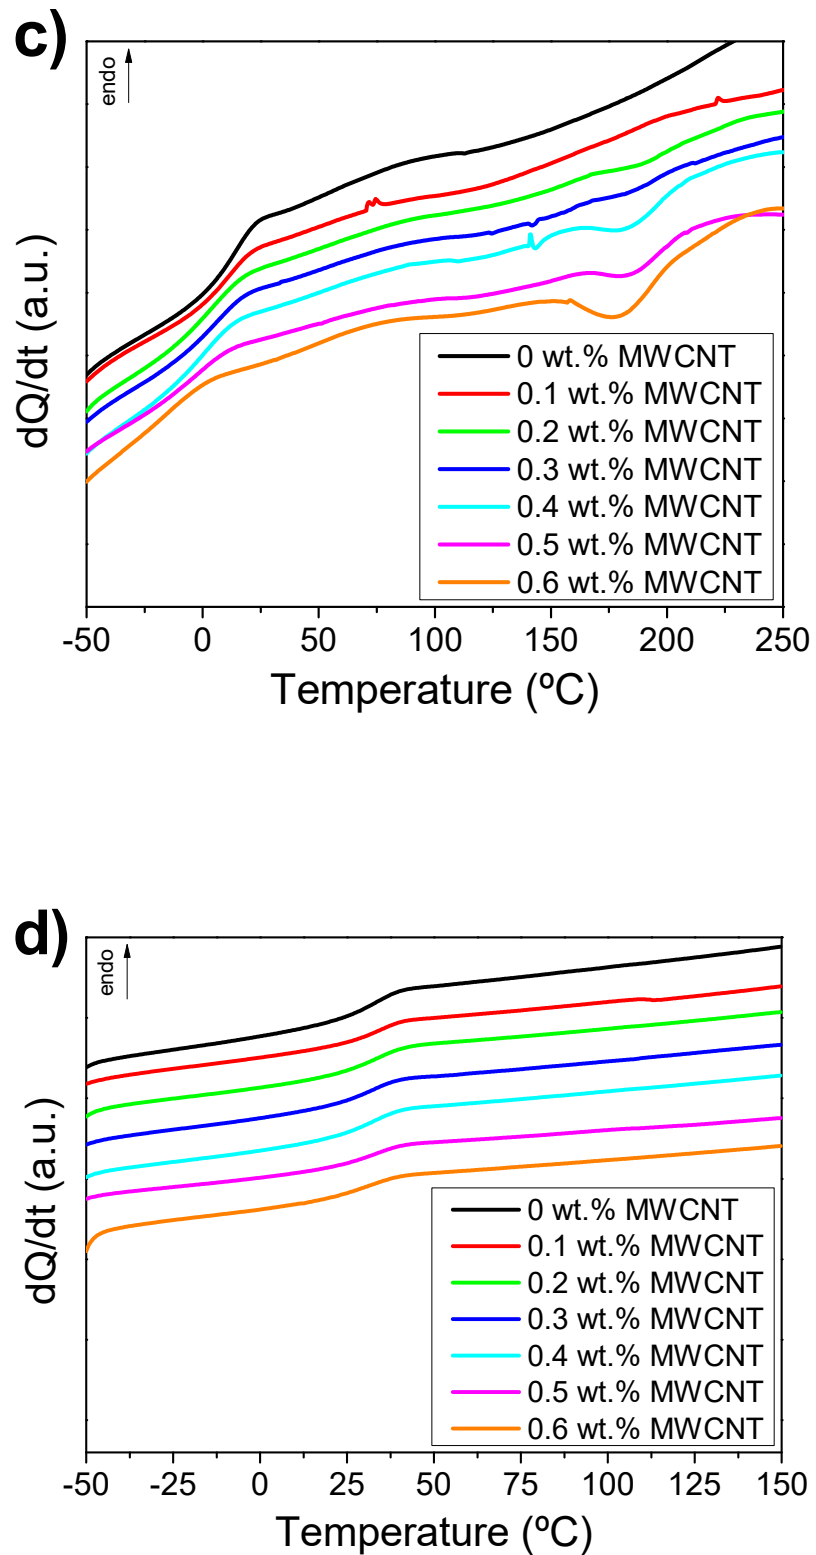 c)
endo
dQ/dt (a.u.)
0 wt.% MWCNT
0.1 wt.% MWCNT
0.2 wt.% MWCNT
0.3 wt.% MWCNT
0.4 wt.% MWCNT
0.5 wt.% MWCNT
0.6 wt.% MWCNT
-50 0 50 100 150 200 250
Temperature (ºC)
d)
endo
dQ/dt (a.u.)
0 wt.% MWCNT
0.1 wt.% MWCNT
0.2 wt.% MWCNT
0.3 wt.% MWCNT
0.4 wt.% MWCNT
0.5 wt.% MWCNT
0.6 wt.% MWCNT
-50 -25 0 25 50 75 100 125 150
Temperature (ºC)